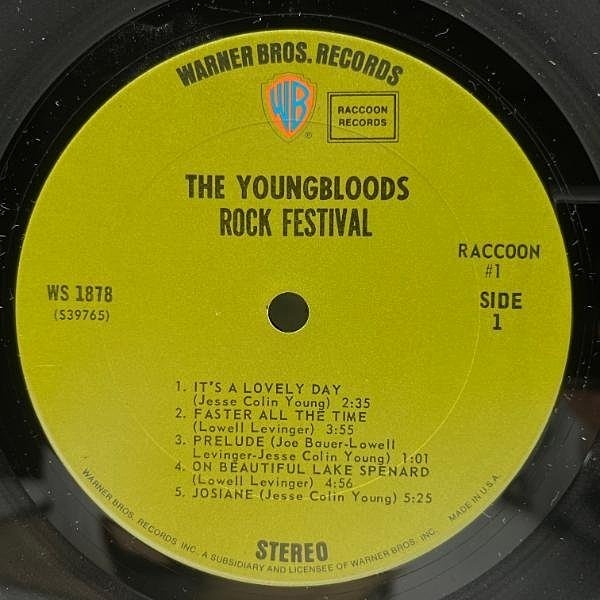 WARNER BROS. RECORDS
WB
®
RACCOON
RECORDS
THE YOUNGBLOODS
ROCK FESTIVAL
RACCOON
#1
WS 1878
(S39765)
SIDE
1
1. IT'S A LOVELY DAY
(Jesse Colin Young) 2:35
2. FASTER ALL THE TIME
(Lowell Levinger) 3:55
3. PRELUDE (Joe Bauer-Lowell
Levinger-Jesse Colin Young) 1:01
4. ON BEAUTIFUL LAKE SPENARD
(Lowell Levinger) 4:56
5. JOSIANE (Jesse Colin Young) 5:25
STEREO
WARNER BROS. RECORDS INC. A SUBSIDIARY AND LICENSEE OF WARNER BROS. INC. MADE IN U.S.A.